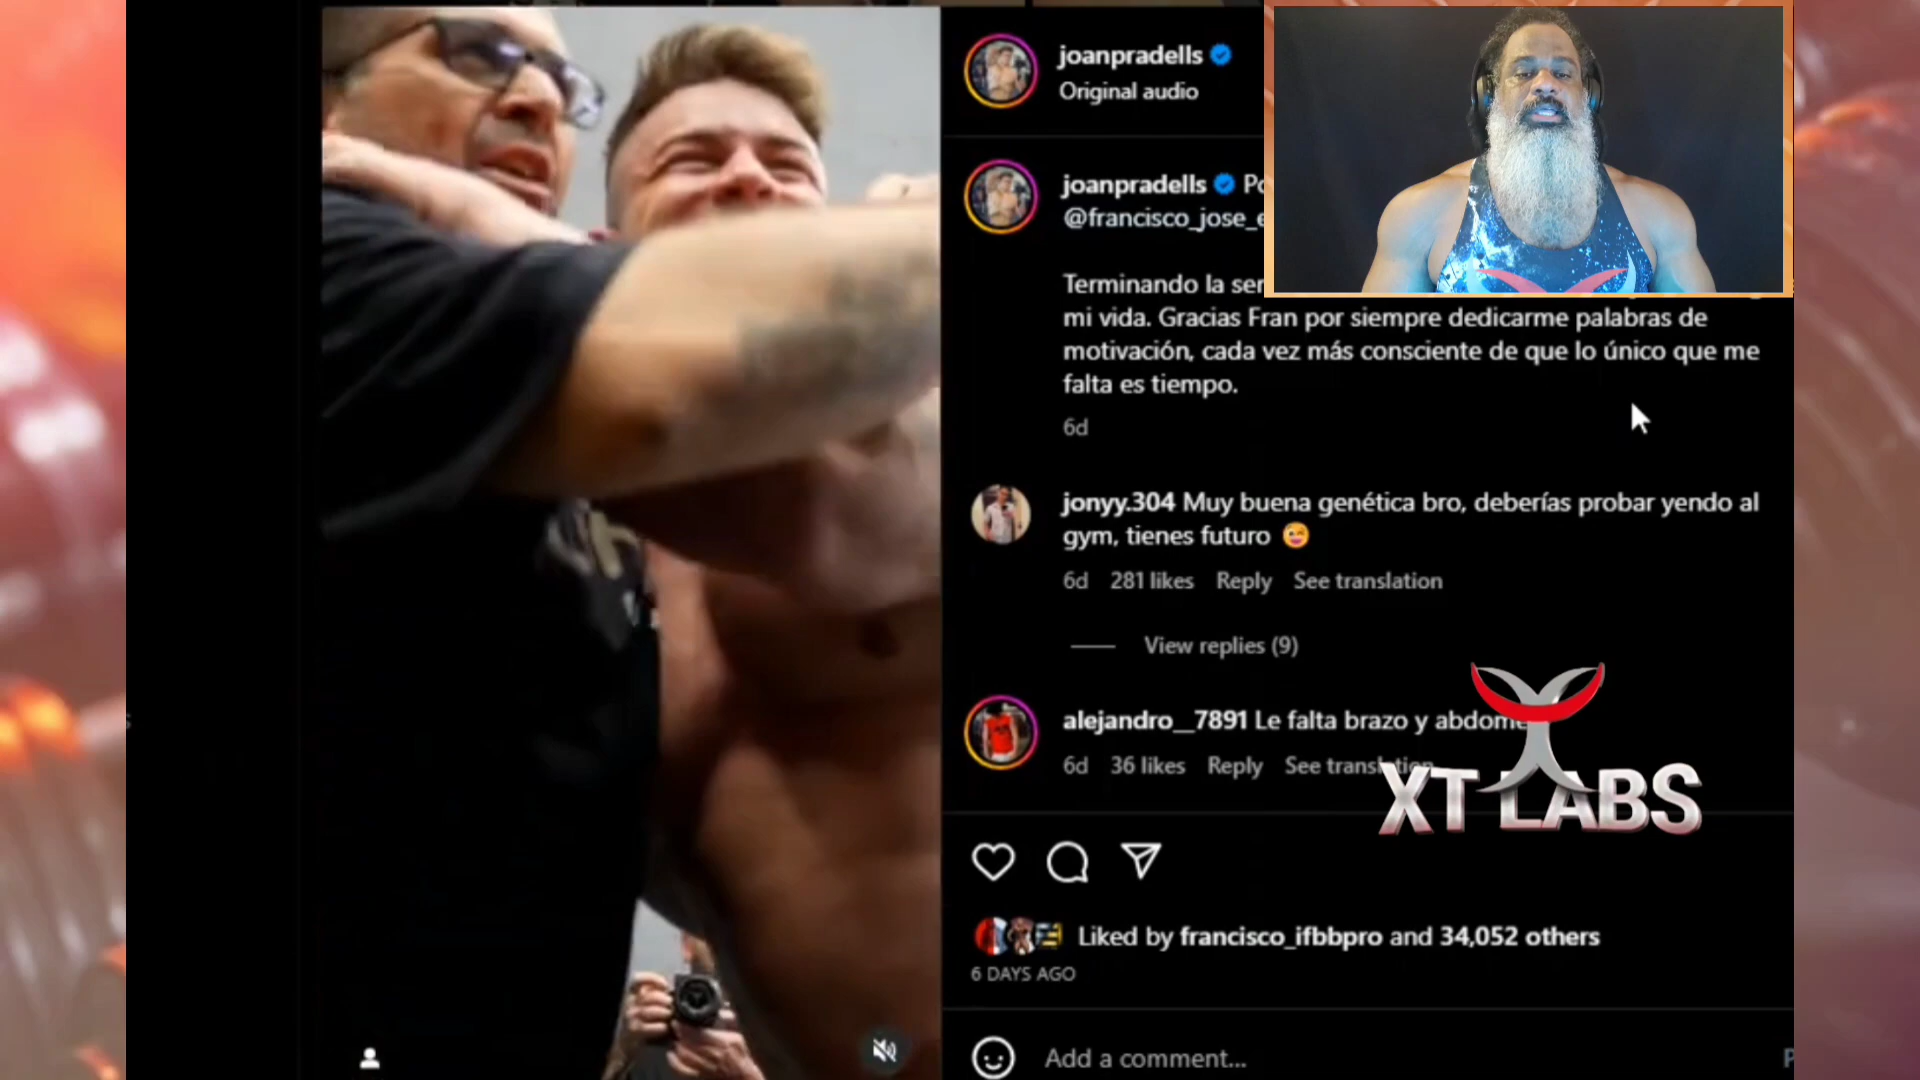 joanpradells
Original audio
joanpradells
@francisco_jose_e
Terminando la
mi vida. Gracias Fran por siempre dedicarme palabras de
motivación, cada vez más consciente de que lo único que me
falta es tiempo.
6d
jonyy.304 Muy buena genética bro, deberías probar yendo al
gym, tienes futuro 😉
6d 281 likes Reply See translation
View replies (9)
alejandro__7891 Le falta brazo y
6d 36 likes Reply See
XT LABS
Liked by francisco_ifbbpro and 34,052 others
6 DAYS AGO
Add a comment...